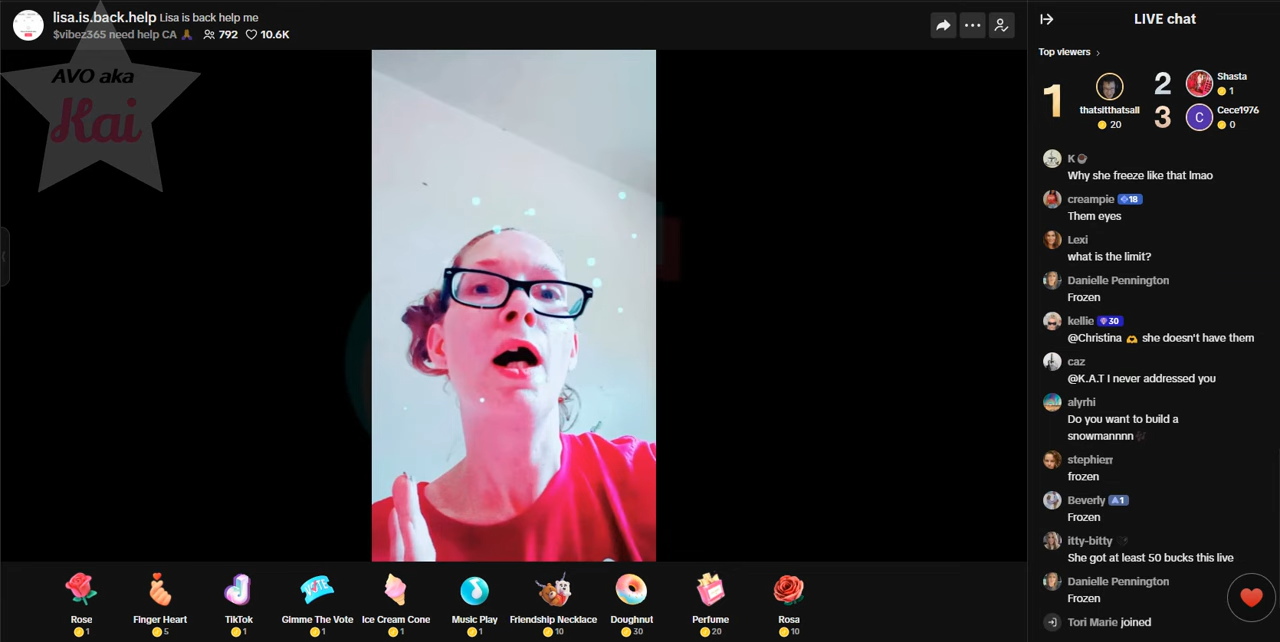 lisa.is.back.help Lisa is back help me
$vibez365 need help CA 🙏 792 10.6K
AVO aka
Kai
LIVE chat
Top viewers
1
thatsitthatsall
20
2
Shasta
1
3
C
Cece1976
0
K
Why she freeze like that lmao
creampie 18
Them eyes
Lexi
what is the limit?
Danielle Pennington
Frozen
kellie 30
@Christina 🫶 she doesn't have them
caz
@K.A.T I never addressed you
alyrhi
Do you want to build a
snowmannnn
stephierr
frozen
Beverly 1
Frozen
itty-bitty
She got at least 50 bucks this live
Danielle Pennington
Frozen
Tori Marie joined
Rose
1
Finger Heart
5
TikTok
1
VOTE
Gimme The Vote
1
Ice Cream Cone
1
Music Play
1
Friendship Necklace
10
Doughnut
30
Perfume
20
Rosa
10